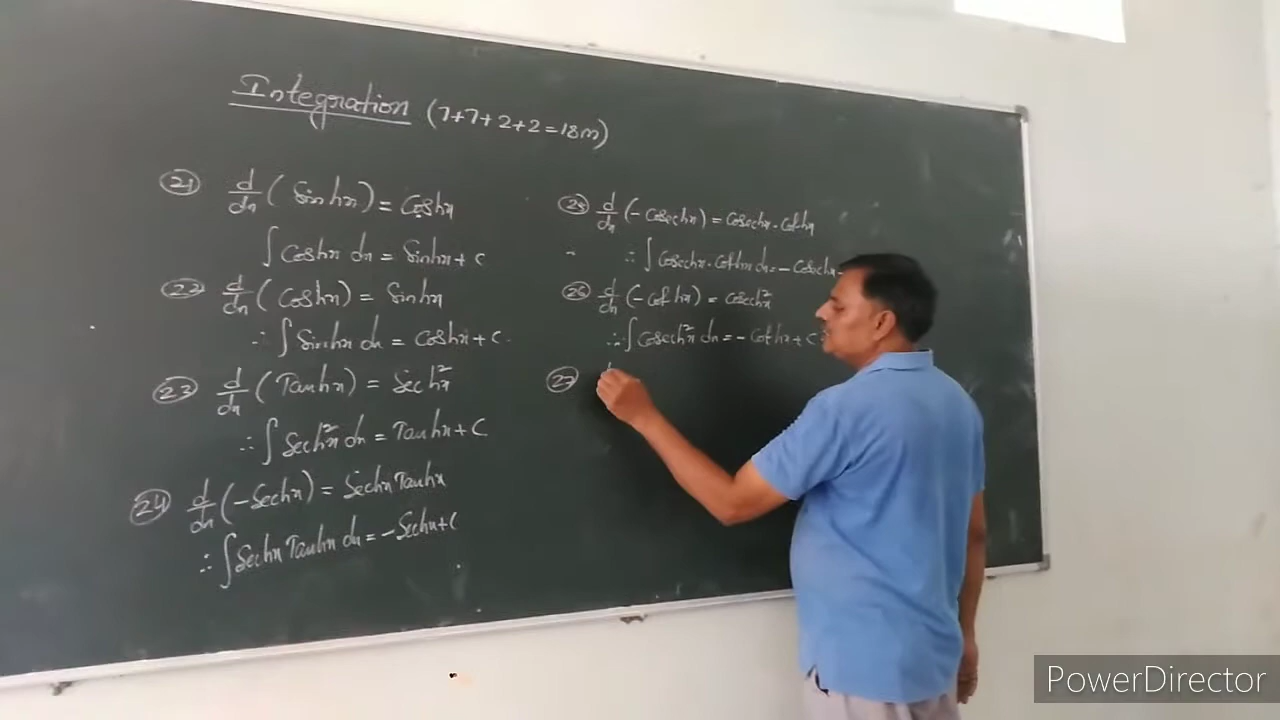 Integration (7+7+2+2=18m)
21 d/dx (Sinhx) = Coshx
∫ Coshx dx = Sinhx + C
22 d/dx (Coshx) = Sinhx
∴ ∫ Sinhx dx = Coshx + C.
23 d/dx (Tanhx) = Sech²x
∴ ∫ Sech²x dx = Tanhx + C
24 d/dx (-Sechx) = Sechx Tanhx
∴ ∫ Sechx Tanhx dx = -Sechx + C
25 d/dx (-Cosechx) = Cosechx . Cothx
∴ ∫ Cosechx . Cothx dx = - Cosechx
26 d/dx (-Cothx) = Cosech²x
∴ ∫ Cosech²x dx = - Cothx + C
27
PowerDirector